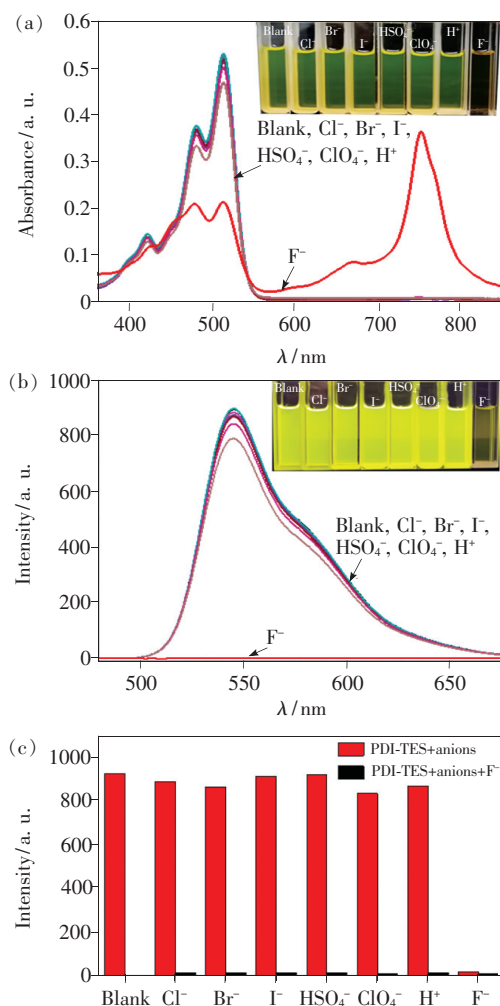 (a)
0.6
0.5
0.4
0.3
0.2
0.1
0
Absorbance/a. u.
Blank Cl⁻ Br⁻ I⁻ HSO₄⁻ ClO₄⁻ H⁺ F⁻
Blank, Cl⁻, Br⁻, I⁻,
HSO₄⁻, ClO₄⁻, H⁺
F⁻
400 500 600 700 800
λ/nm
(b)
1000
800
600
400
200
0
Intensity/a. u.
Blank Cl⁻ Br⁻ I⁻ HSO₄⁻ ClO₄⁻ H⁺ F⁻
Blank, Cl⁻, Br⁻, I⁻,
HSO₄⁻, ClO₄⁻, H⁺
F⁻
500 550 600 650
λ/nm
(c)
1000
800
600
400
200
0
Intensity/a. u.
PDI-TES+anions
PDI-TES+anions+F⁻
Blank Cl⁻ Br⁻ I⁻ HSO₄⁻ ClO₄⁻ H⁺ F⁻